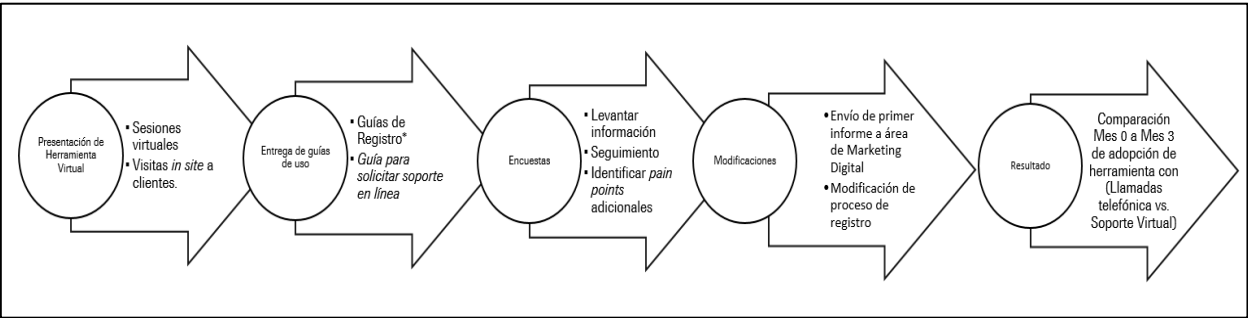 Presentación de
Herramienta
Virtual
▪ Sesiones
virtuales
▪ Visitas in site a
clientes.
Entrega de guías
de uso
▪ Guías de
Registro*
▪ Guía para
solicitar soporte
en línea
Encuestas
▪ Levantar
información
▪ Seguimiento
▪ Identificar pain
points
adicionales
Modificaciones
•Envío de primer
informe a área
de Marketing
Digital
•Modificación de
proceso de
registro
Resultado
Comparación
Mes 0 a Mes 3
de adopción de
herramienta con
(Llamadas
telefónica vs.
Soporte Virtual)